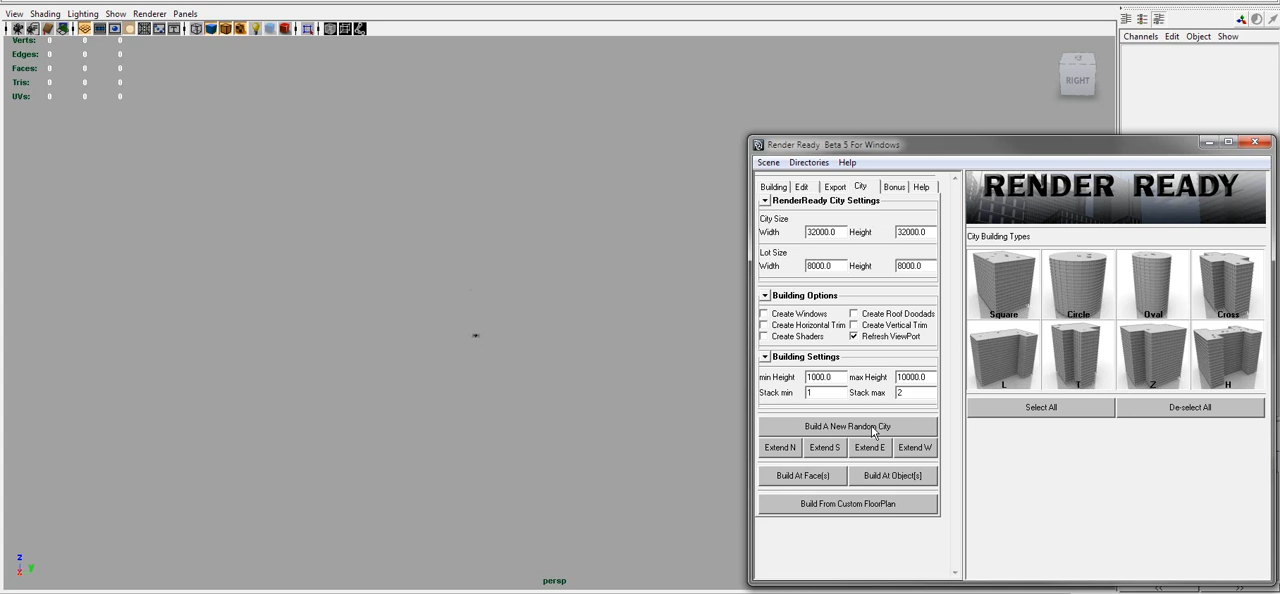 View Shading Lighting Show Renderer Panels
Verts: 0 0 0
Edges: 0 0 0
Faces: 0 0 0
Tris: 0 0 0
UVs: 0 0 0
RIGHT
Channels Edit Object Show
Render Ready Beta 5 For Windows
Scene Directories Help
Building Edit Export City Bonus Help
RenderReady City Settings
City Size
Width 32000.0 Height 32000.0
Lot Size
Width 8000.0 Height 8000.0
Building Options
Create Windows Create Roof Doodads
Create Horizontal Trim Create Vertical Trim
Create Shaders Refresh ViewPort
Building Settings
min Height 1000.0 max Height 10000.0
Stack min 1 Stack max 2
Build A New Random City
Extend N Extend S Extend E Extend W
Build At Face(s) Build At Object[s]
Build From Custom FloorPlan
RENDER READY
City Building Types
Square Circle Oval Cross
L T Z H
Select All De-select All
z
x y
persp